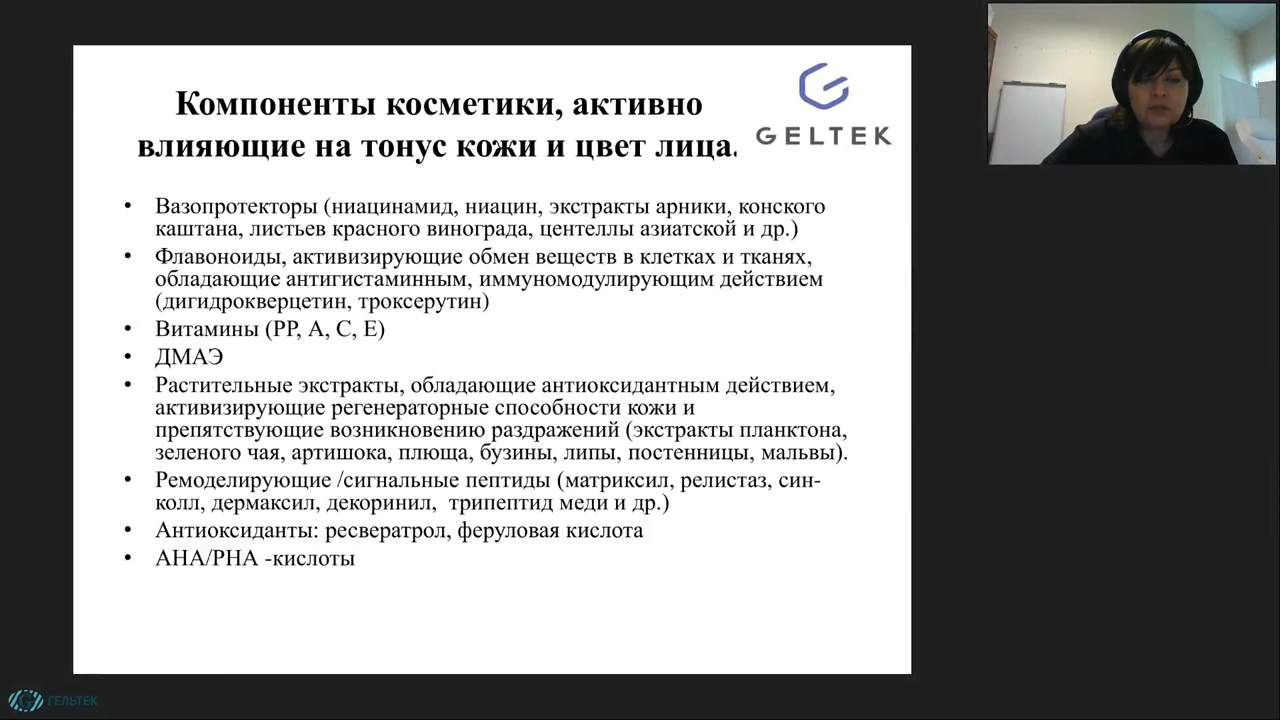 Компоненты косметики, активно
влияющие на тонус кожи и цвет лица.
GELTEK
• Вазопротекторы (ниацинамид, ниацин, экстракты арники, конского
каштана, листьев красного винограда, центеллы азиатской и др.)
• Флавоноиды, активизирующие обмен веществ в клетках и тканях,
обладающие антигистаминным, иммуномодулирующим действием
(дигидрокверцетин, троксерутин)
• Витамины (РР, А, С, Е)
• ДМАЭ
• Растительные экстракты, обладающие антиоксидантным действием,
активизирующие регенераторные способности кожи и
препятствующие возникновению раздражений (экстракты планктона,
зеленого чая, артишока, плюща, бузины, липы, постенницы, мальвы).
• Ремоделирующие /сигнальные пептиды (матриксил, релистаз, син-
колл, дермаксил, декоринил, трипептид меди и др.)
• Антиоксиданты: ресвератрол, феруловая кислота
• АНА/РНА -кислоты
ГЕЛЬТЕК